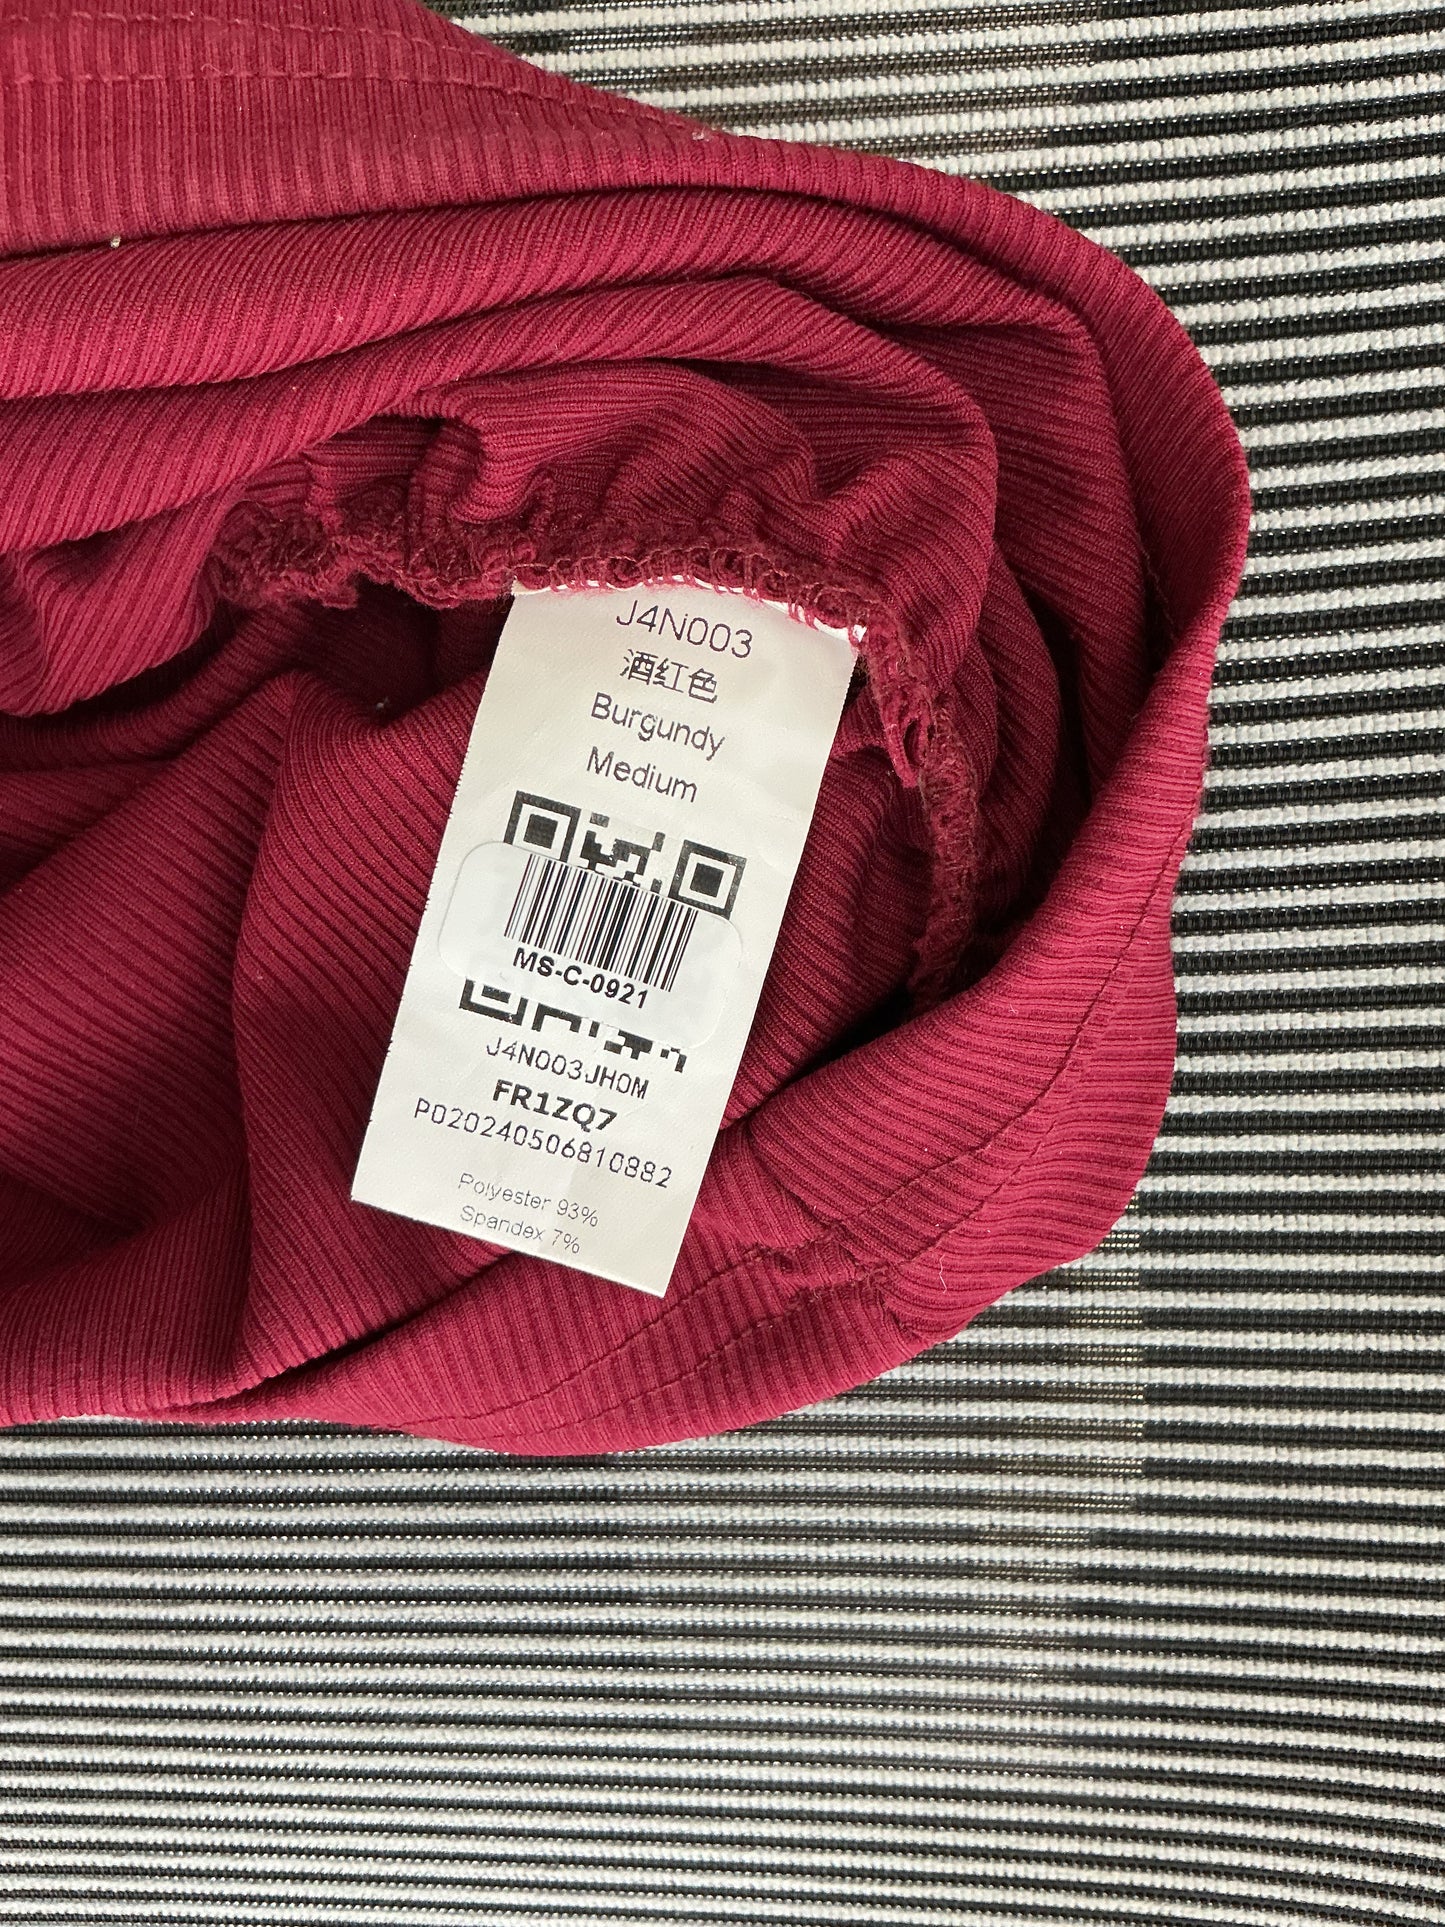 J4N003
酒红色
Burgundy
Medium
MS-C-0921
J4N003JH0M
FR1ZQ7
P020240506810882
Polyester 93%
Spandex 7%